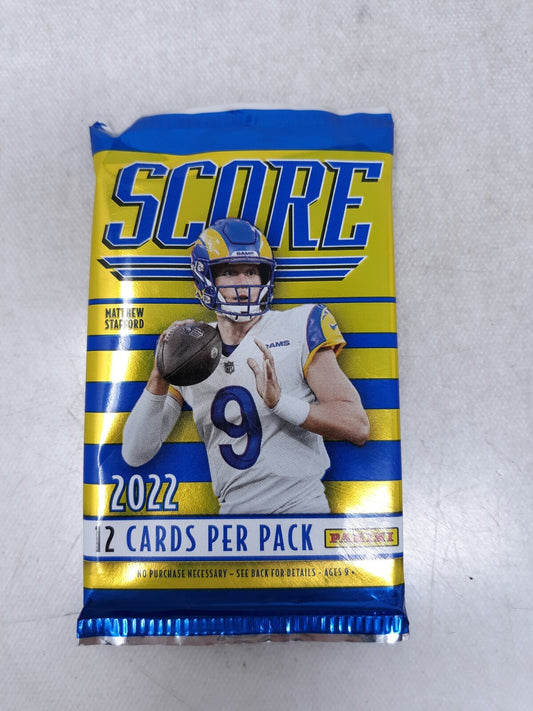 SCORE
RAMS
MATTHEW
STAFFORD
RAMS
9
2022
12 CARDS PER PACK
PANINI
NO PURCHASE NECESSARY – SEE BACK FOR DETAILS - AGES 9+